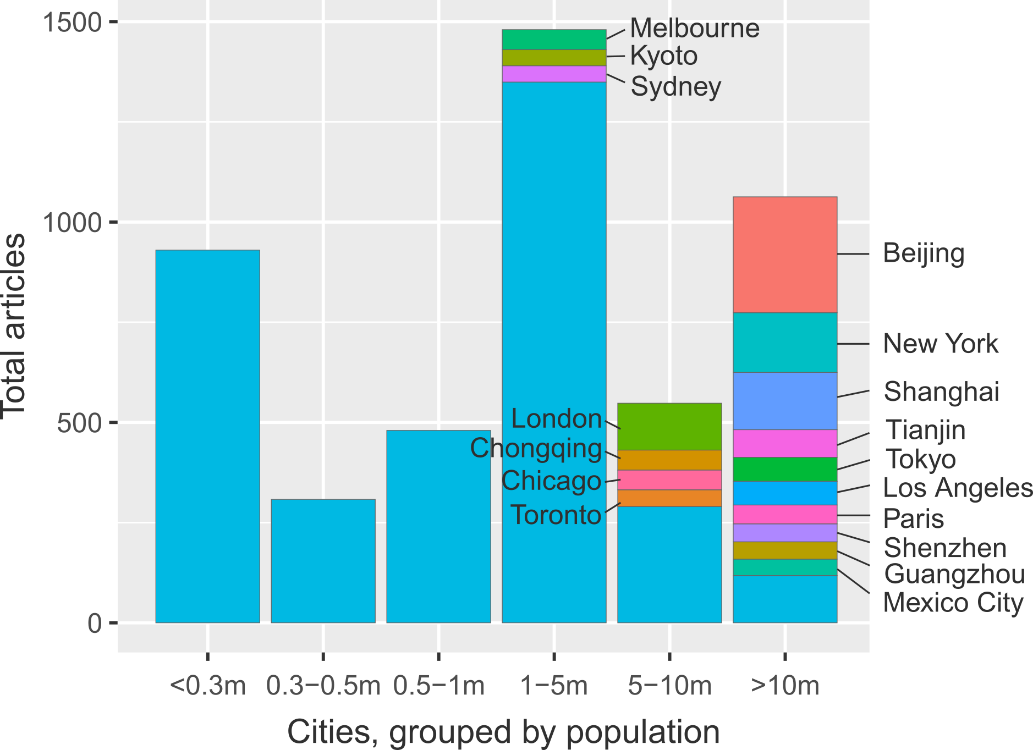 1500
1000
500
0
Total articles
Melbourne
Kyoto
Sydney
London
Chongqing
Chicago
Toronto
Beijing
New York
Shanghai
Tianjin
Tokyo
Los Angeles
Paris
Shenzhen
Guangzhou
Mexico City
<0.3m 0.3−0.5m 0.5−1m 1−5m 5−10m >10m
Cities, grouped by population